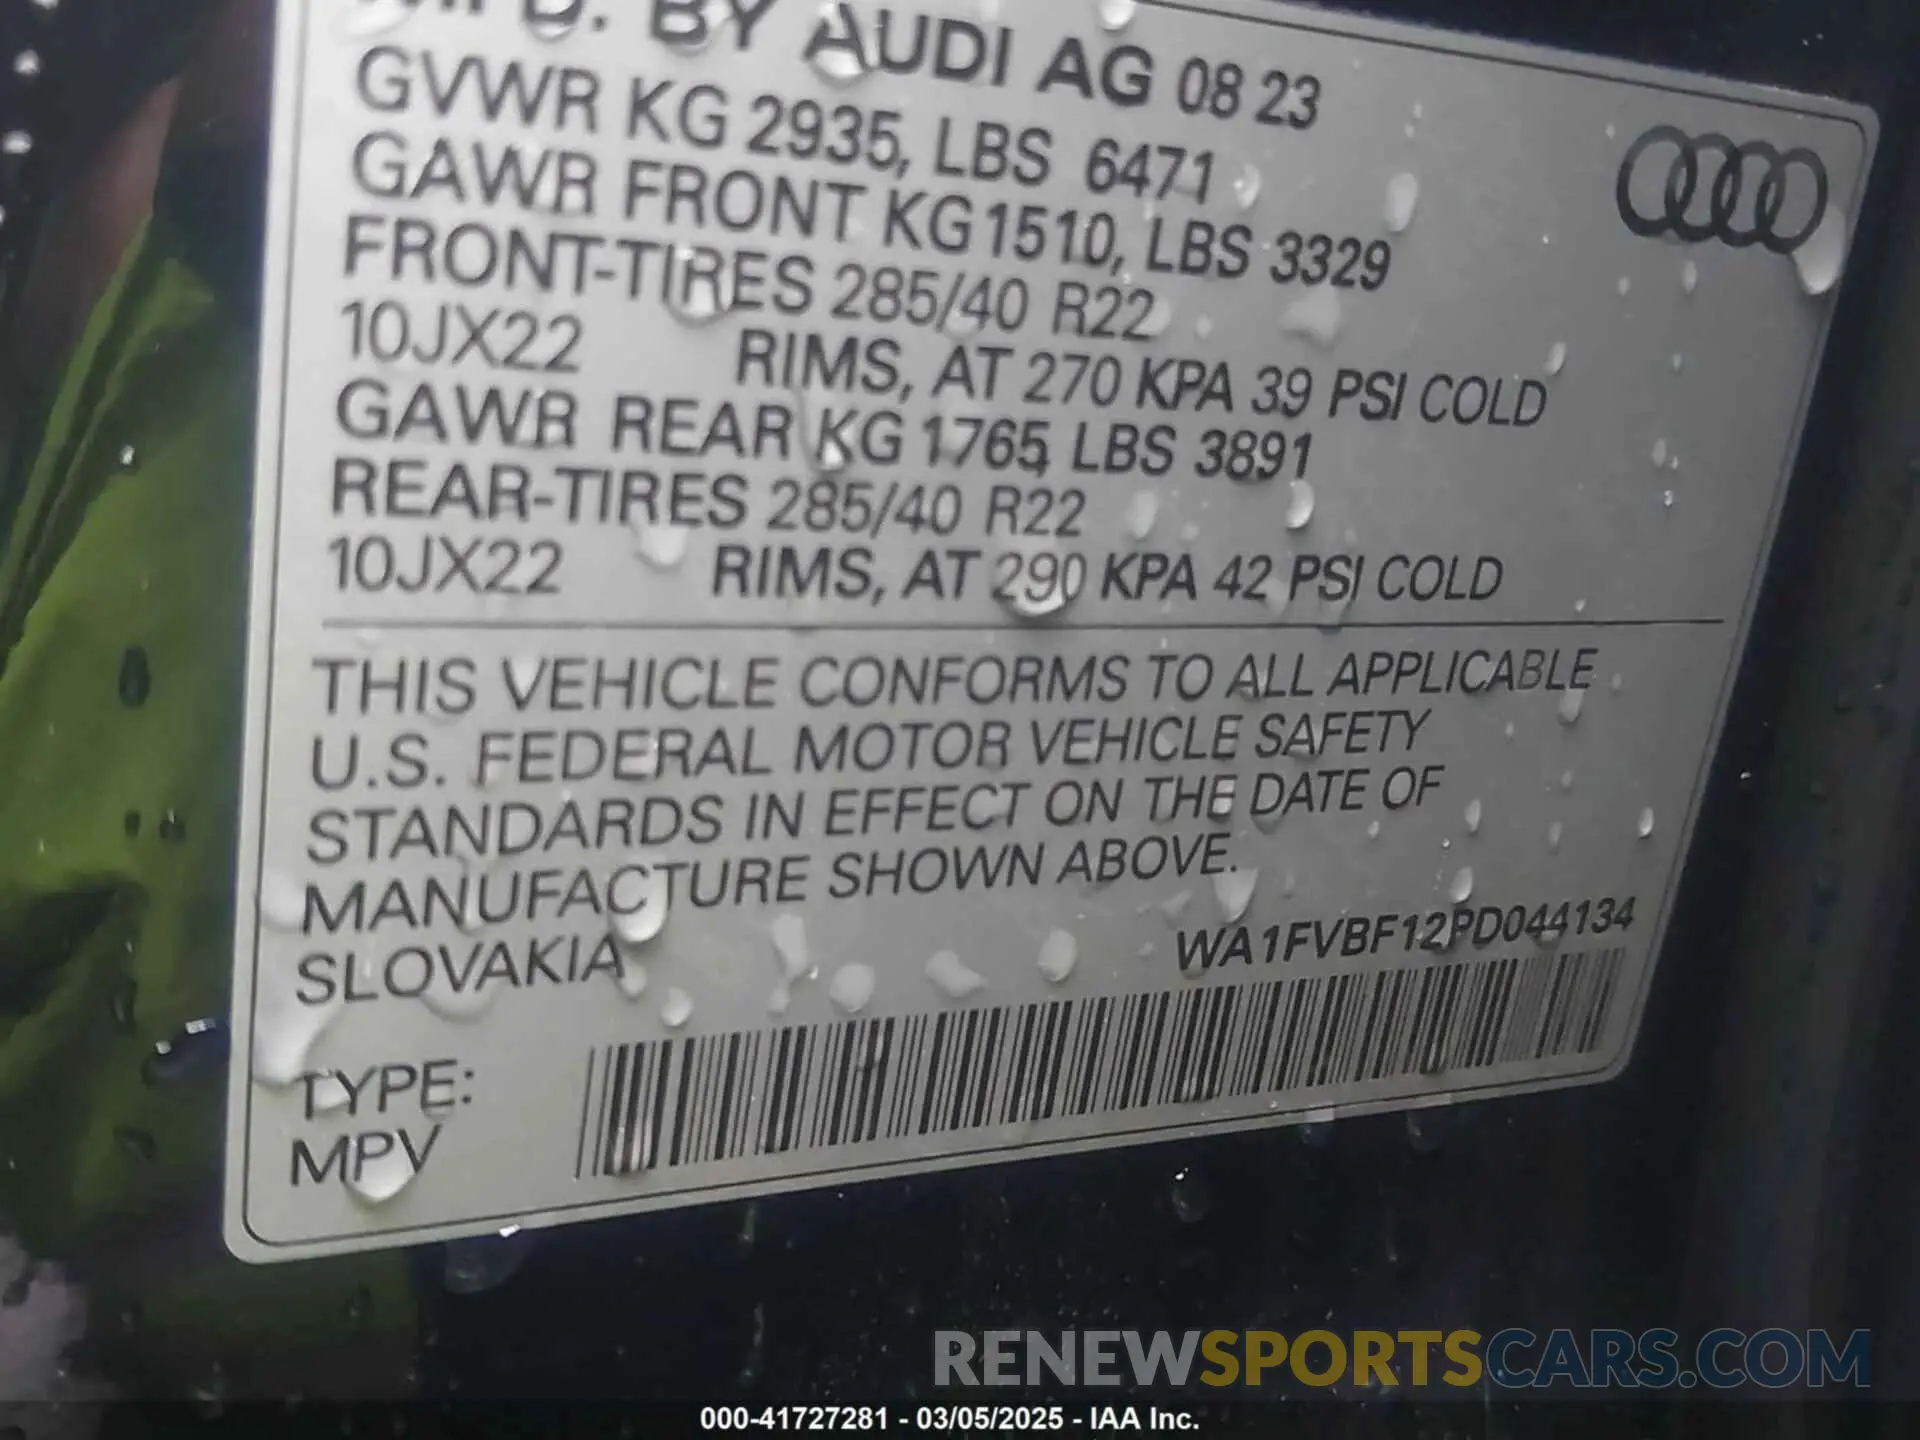 MFD. BY AUDI AG 08 23
GVWR KG 2935, LBS 6471
GAWR FRONT KG 1510, LBS 3329
FRONT-TIRES 285/40 R22
10JX22 RIMS, AT 270 KPA 39 PSI COLD
GAWR REAR KG 1765, LBS 3891
REAR-TIRES 285/40 R22
10JX22 RIMS, AT 290 KPA 42 PSI COLD
THIS VEHICLE CONFORMS TO ALL APPLICABLE
U.S. FEDERAL MOTOR VEHICLE SAFETY
STANDARDS IN EFFECT ON THE DATE OF
MANUFACTURE SHOWN ABOVE.
SLOVAKIA
WA1FVBF12PD044134
TYPE:
MPV
RENEWSPORTSCARS.COM
000-41727281 - 03/05/2025 - IAA Inc.